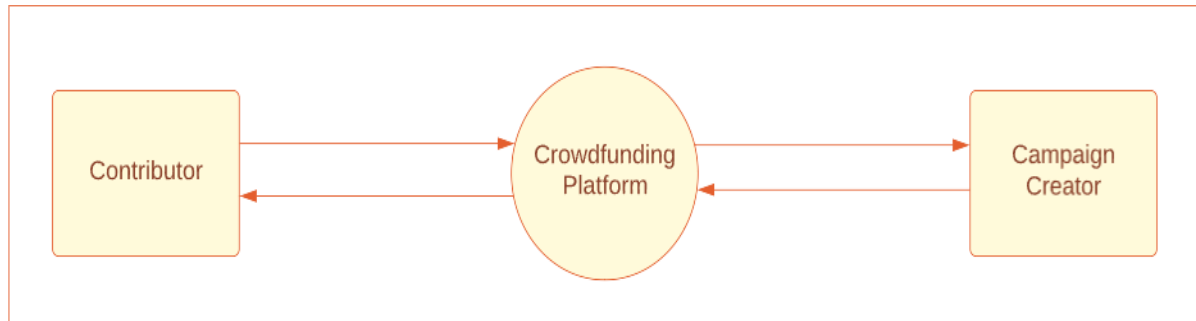 Contributor
Crowdfunding
Platform
Campaign
Creator